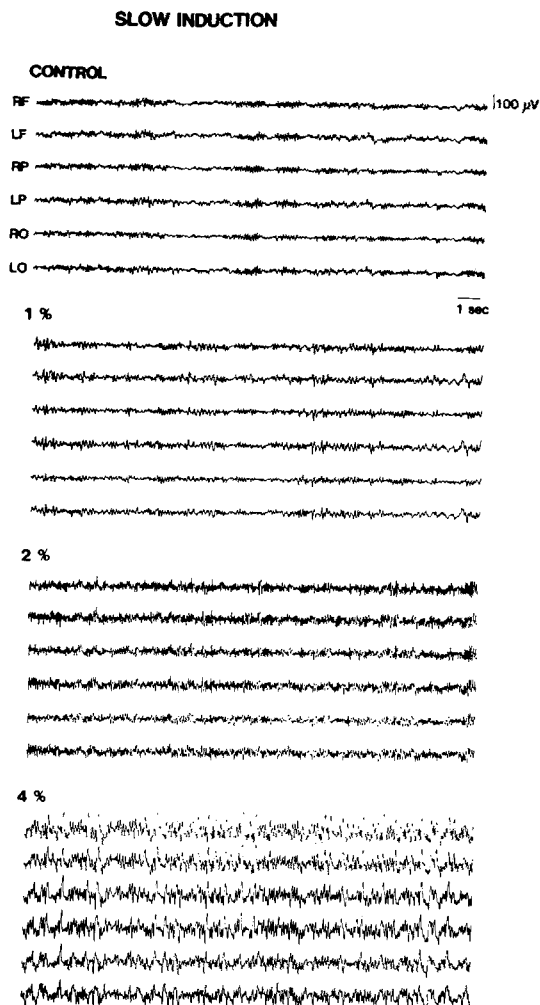 SLOW INDUCTION
CONTROL
RF
100 μV
LF
RP
LP
RO
LO
1 sec
1 %
2 %
4 %